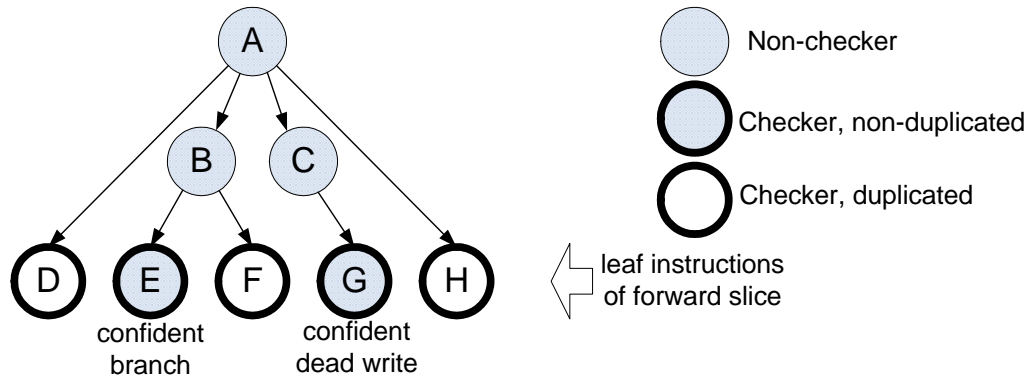 A
Non-checker
Checker, non-duplicated
B
C
Checker, duplicated
D
E
F
G
H
leaf instructions
of forward slice
confident
branch
confident
dead write